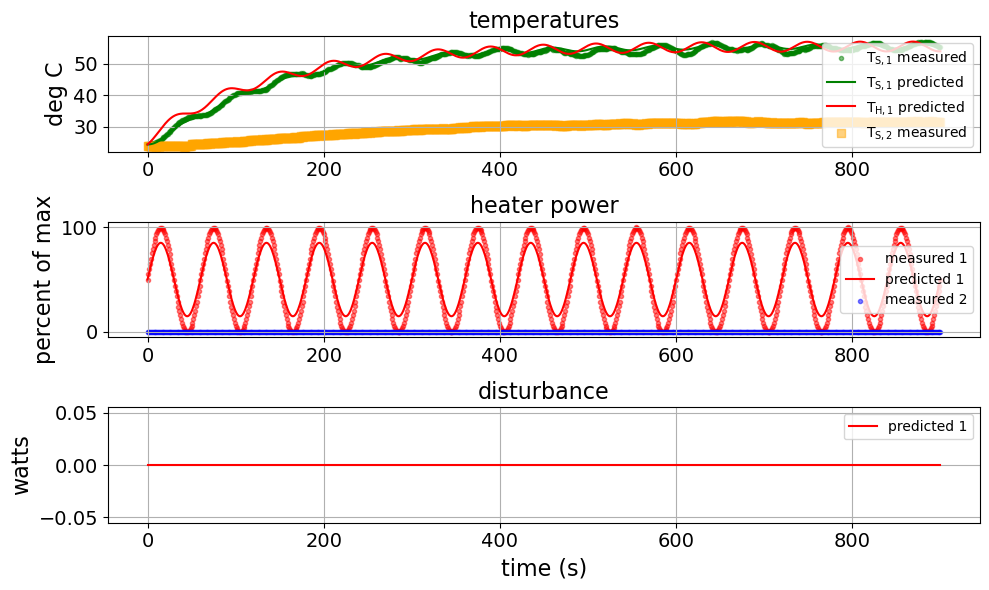 temperatures
deg C
50
40
30
T_S,1 measured
T_S,1 predicted
T_H,1 predicted
T_S,2 measured
0 200 400 600 800
heater power
percent of max
100
0
measured 1
predicted 1
measured 2
0 200 400 600 800
disturbance
watts
0.05
0.00
−0.05
predicted 1
0 200 400 600 800
time (s)